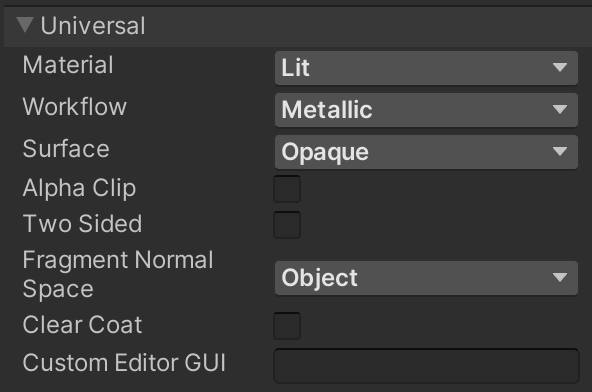 Universal
Material Lit
Workflow Metallic
Surface Opaque
Alpha Clip
Two Sided
Fragment Normal
Space Object
Clear Coat
Custom Editor GUI